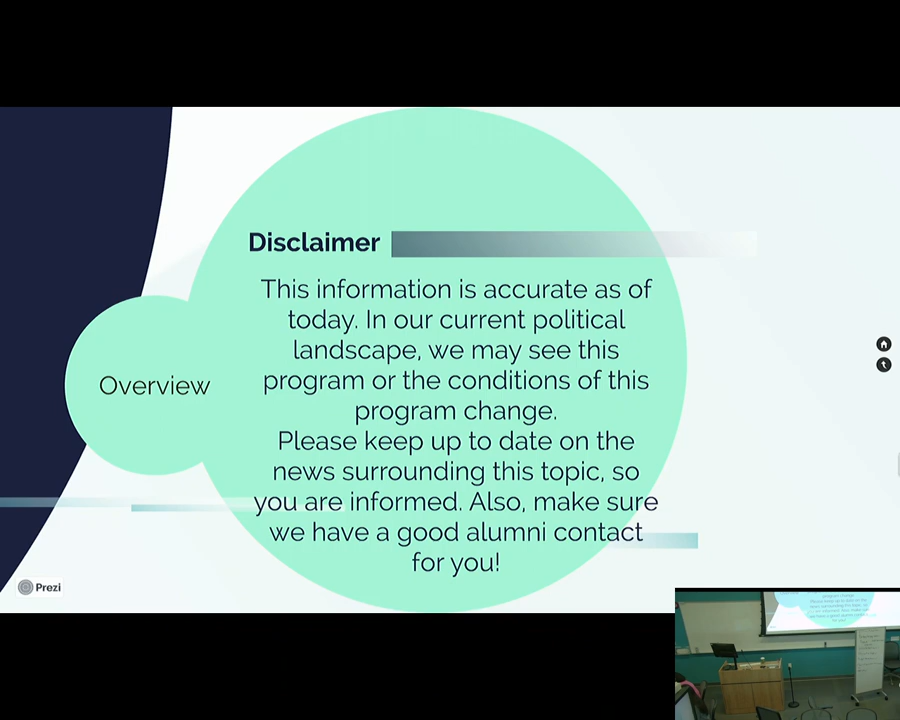 Disclaimer
This information is accurate as of
today. In our current political
landscape, we may see this
program or the conditions of this
program change.
Please keep up to date on the
news surrounding this topic, so
you are informed. Also, make sure
we have a good alumni contact
for you!
Overview
Prezi